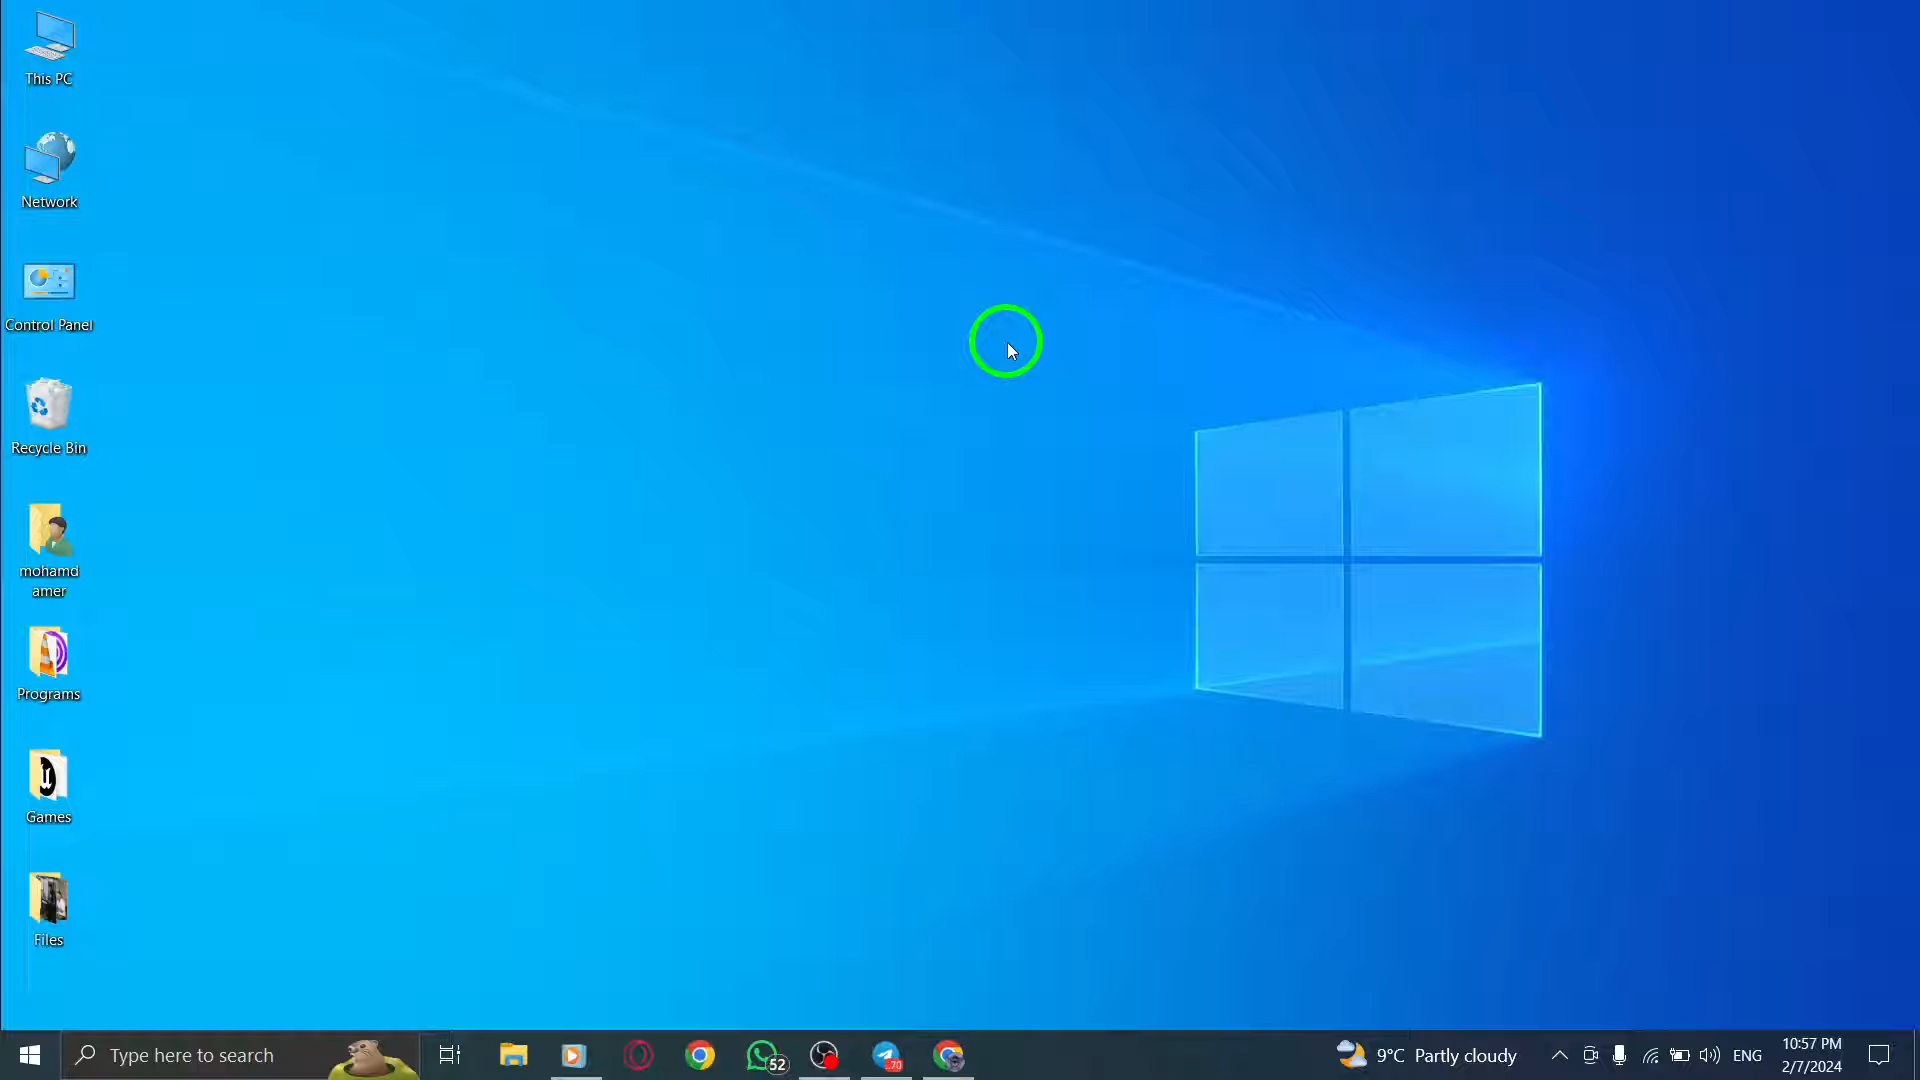 This PC
Network
Control Panel
Recycle Bin
mohamd
amer
Programs
Games
Files
Type here to search
52
70
9°C Partly cloudy
ENG
10:57 PM
2/7/2024